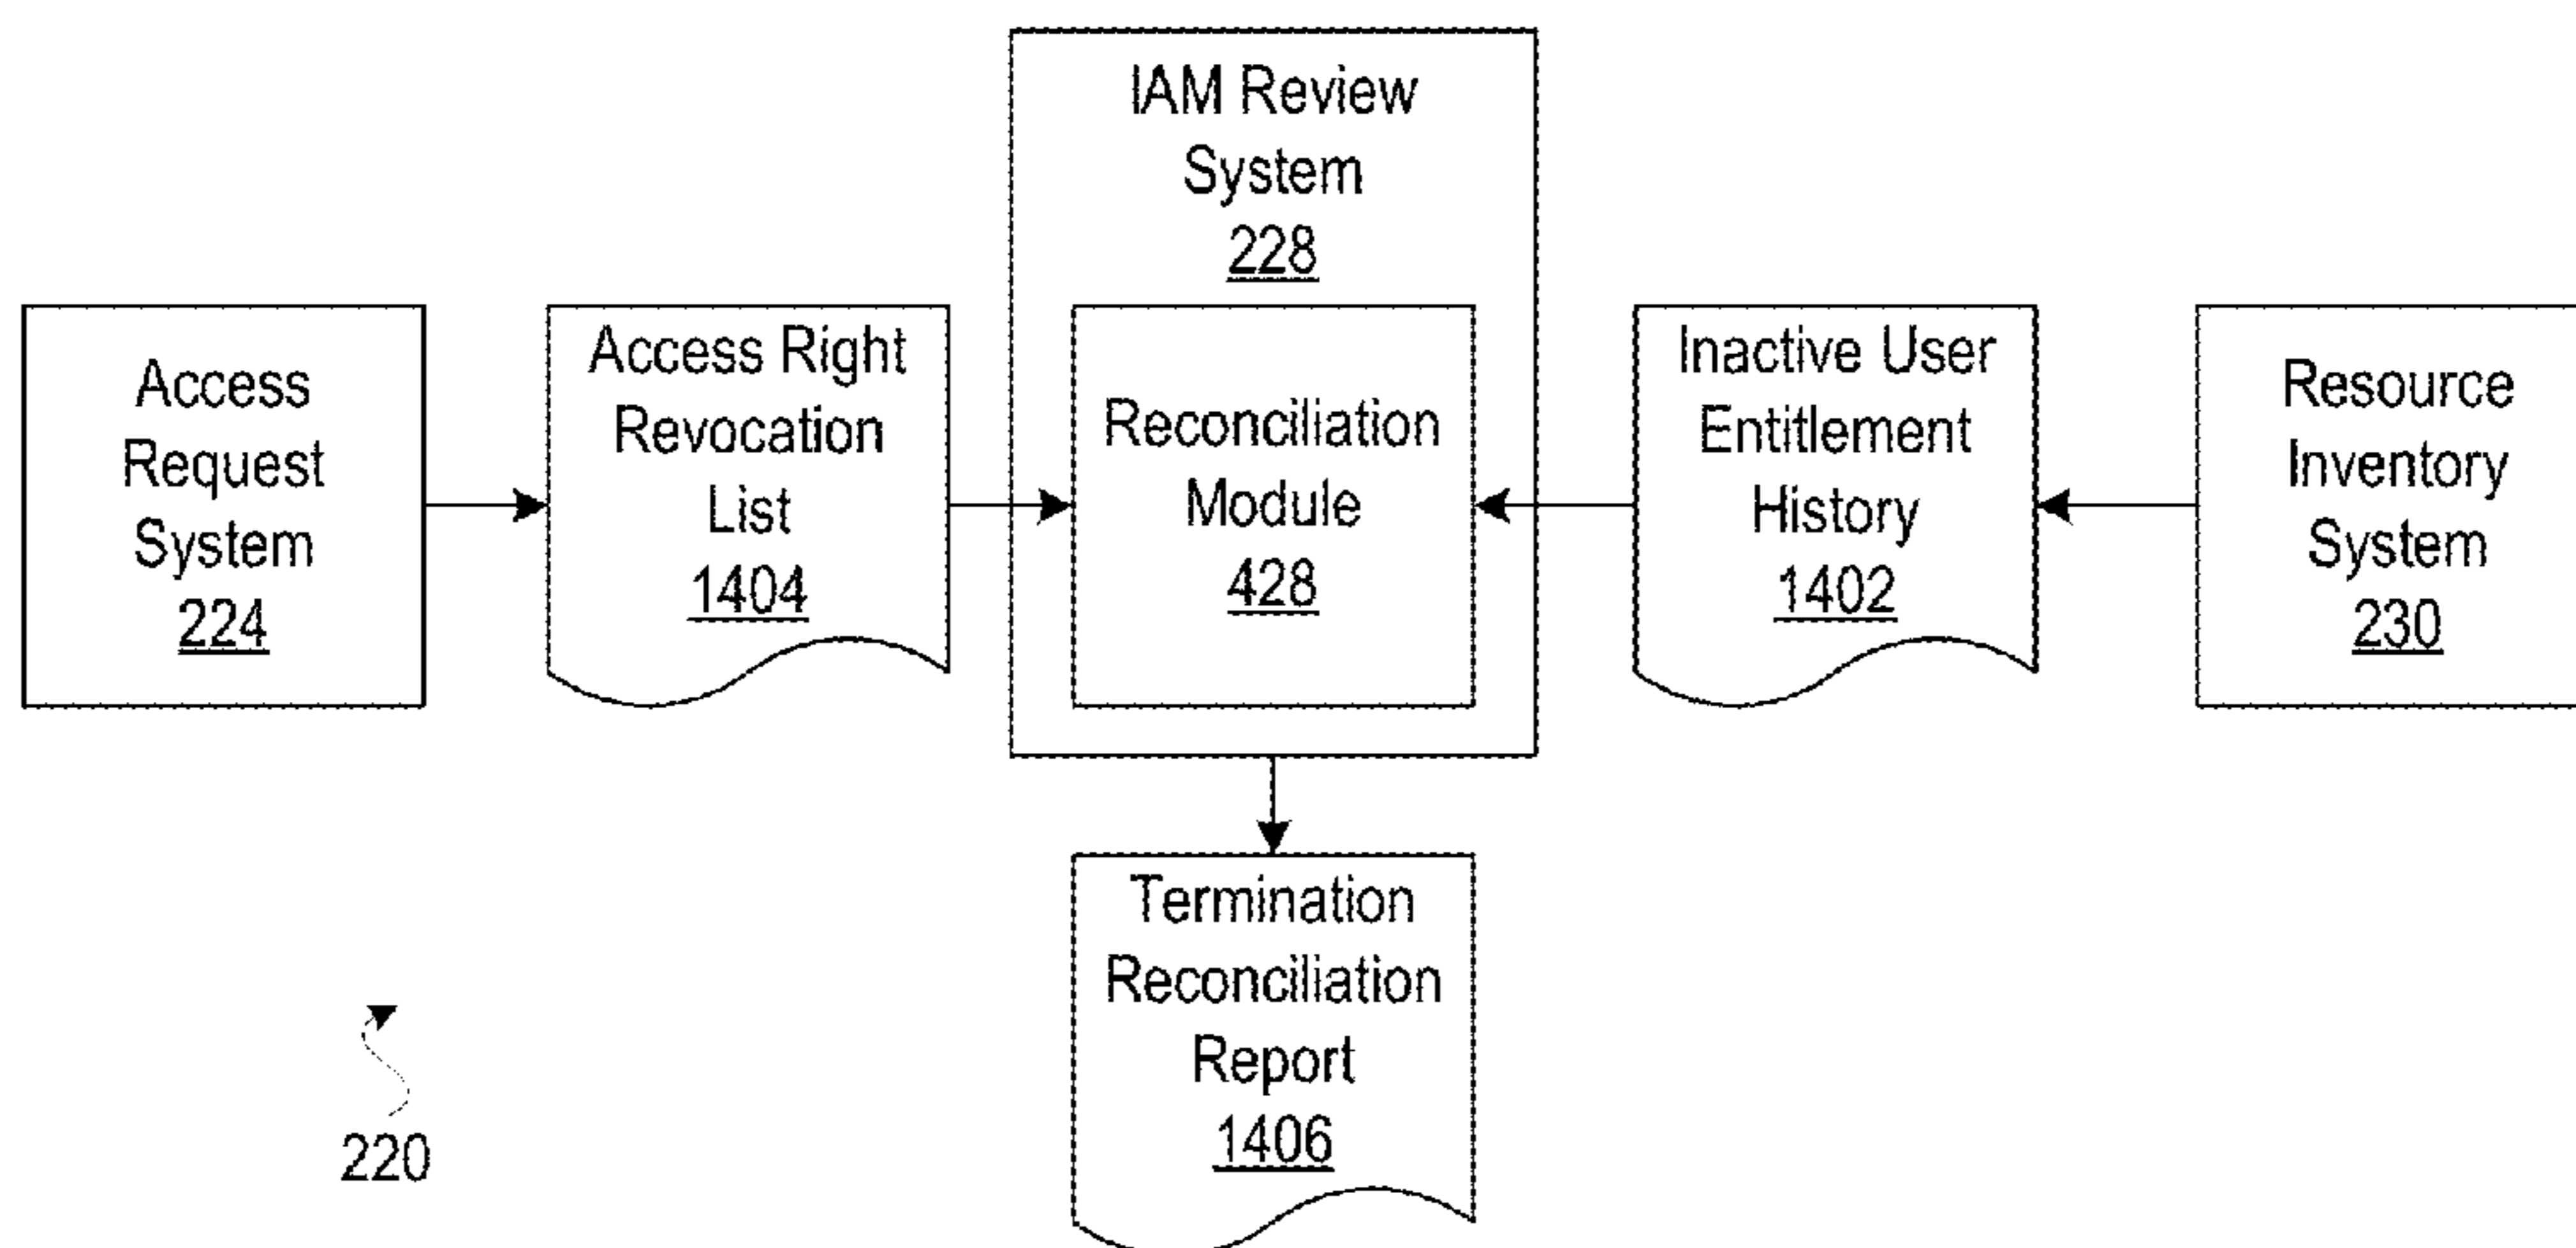 IAM Review
System
228
Access
Request
System
224
Access Right
Revocation
List
1404
Reconciliation
Module
428
Inactive User
Entitlement
History
1402
Resource
Inventory
System
230
Termination
Reconciliation
Report
1406
220